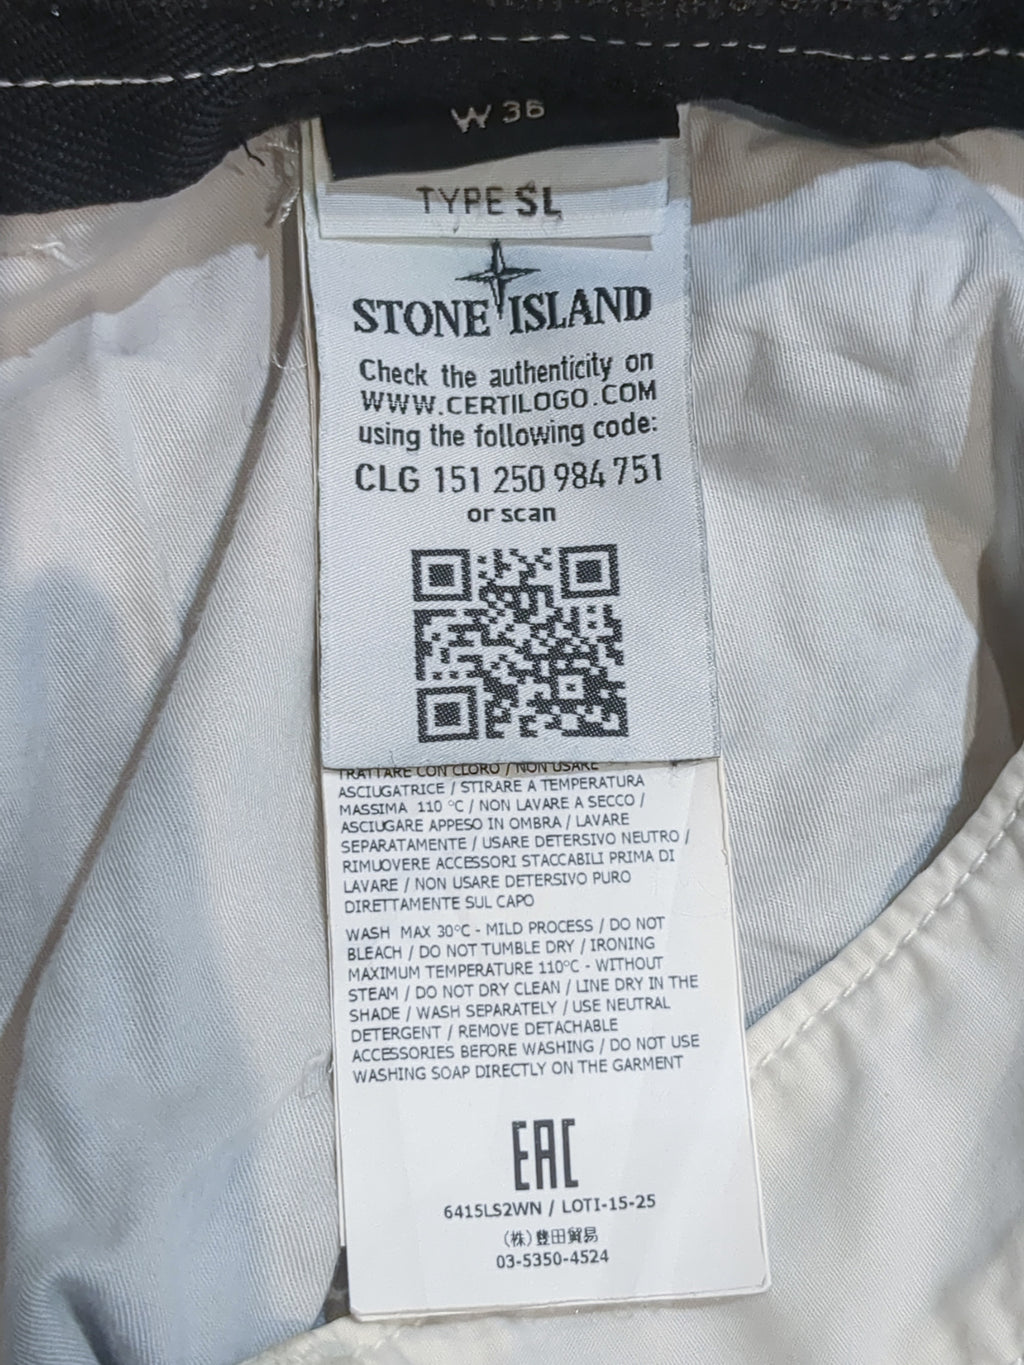 W 36
TYPE SL
STONE ISLAND
Check the authenticity on
WWW.CERTILOGO.COM
using the following code:
CLG 151 250 984 751
or scan
TRATTARE CON CLORO / NON USARE
ASCIUGATRICE / STIRARE A TEMPERATURA
MASSIMA 110 °C / NON LAVARE A SECCO /
ASCIUGARE APPESO IN OMBRA / LAVARE
SEPARATAMENTE / USARE DETERSIVO NEUTRO /
RIMUOVERE ACCESSORI STACCABILI PRIMA DI
LAVARE / NON USARE DETERSIVO PURO
DIRETTAMENTE SUL CAPO
WASH MAX 30°C - MILD PROCESS / DO NOT
BLEACH / DO NOT TUMBLE DRY / IRONING
MAXIMUM TEMPERATURE 110°C - WITHOUT
STEAM / DO NOT DRY CLEAN / LINE DRY IN THE
SHADE / WASH SEPARATELY / USE NEUTRAL
DETERGENT / REMOVE DETACHABLE
ACCESSORIES BEFORE WASHING / DO NOT USE
WASHING SOAP DIRECTLY ON THE GARMENT
EAC
6415LS2WN / LOTI-15-25
(株)豊田貿易
03-5350-4524